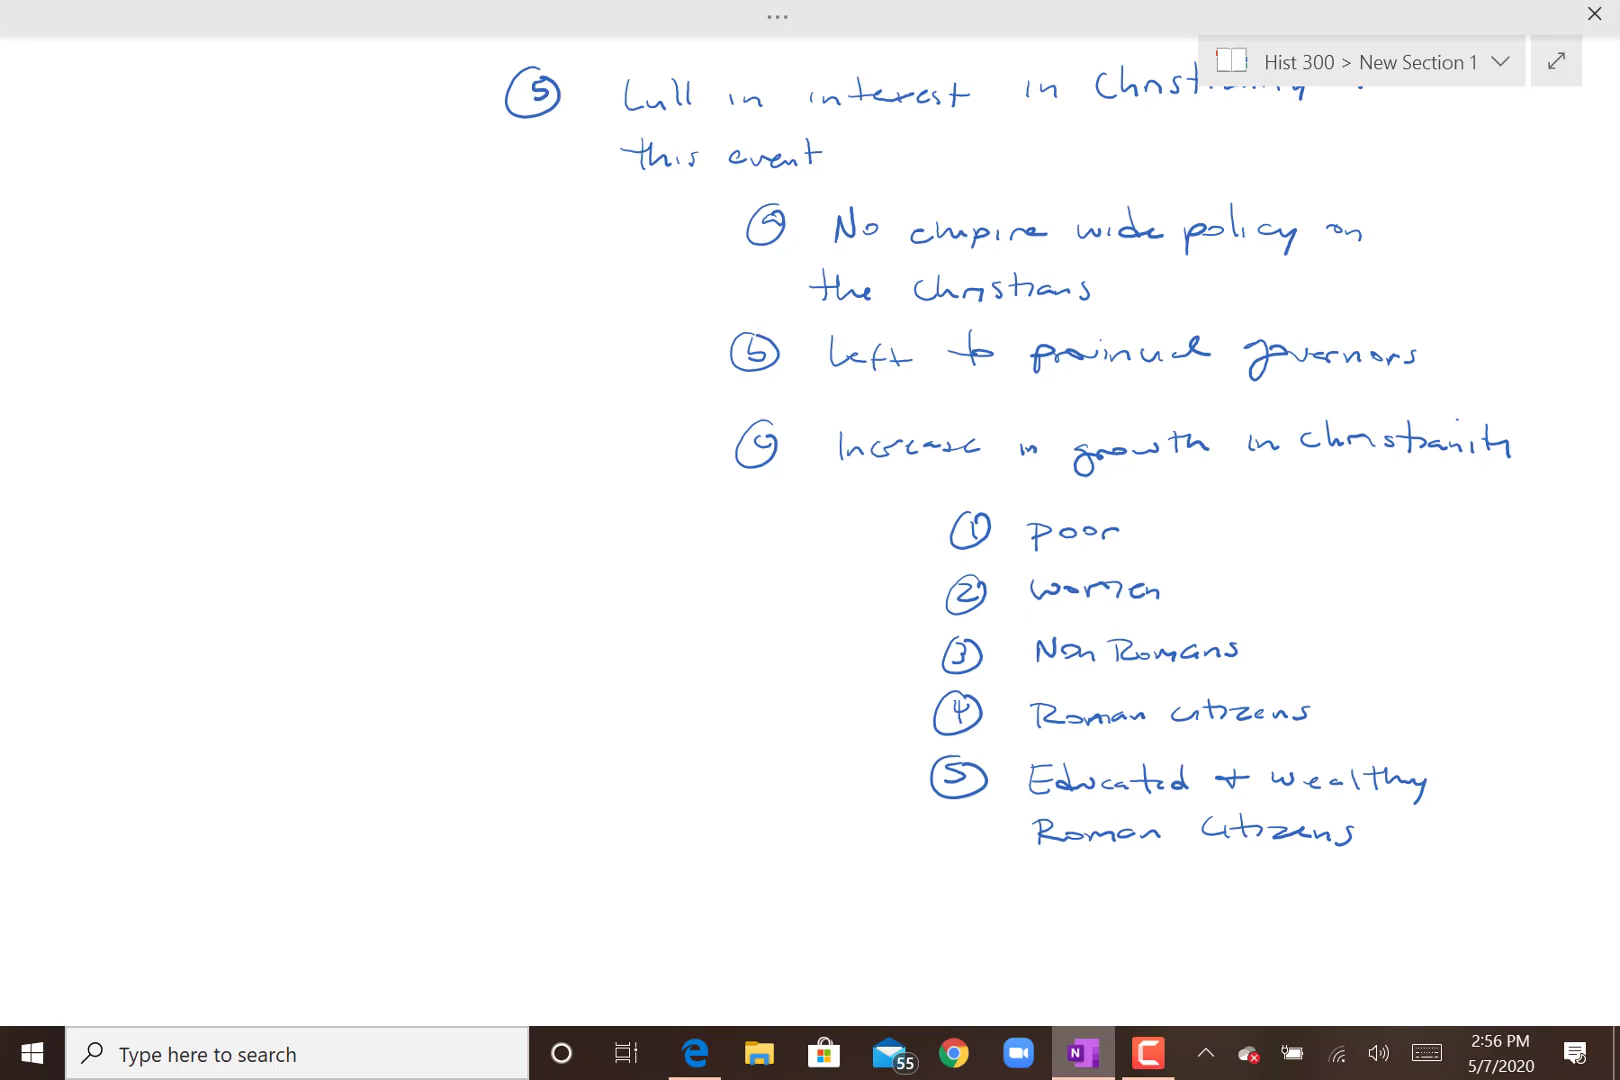 Hist 300 > New Section 1
5 Lull in interest in
this event
a No empire wide policy on
the Christians
b Left to provincial governors
c Increase in growth in Christianity
1 Poor
2 women
3 Non Romans
4 Roman citizens
5 Educated + wealthy
Roman Citizens
Type here to search
55
N
2:56 PM
5/7/2020